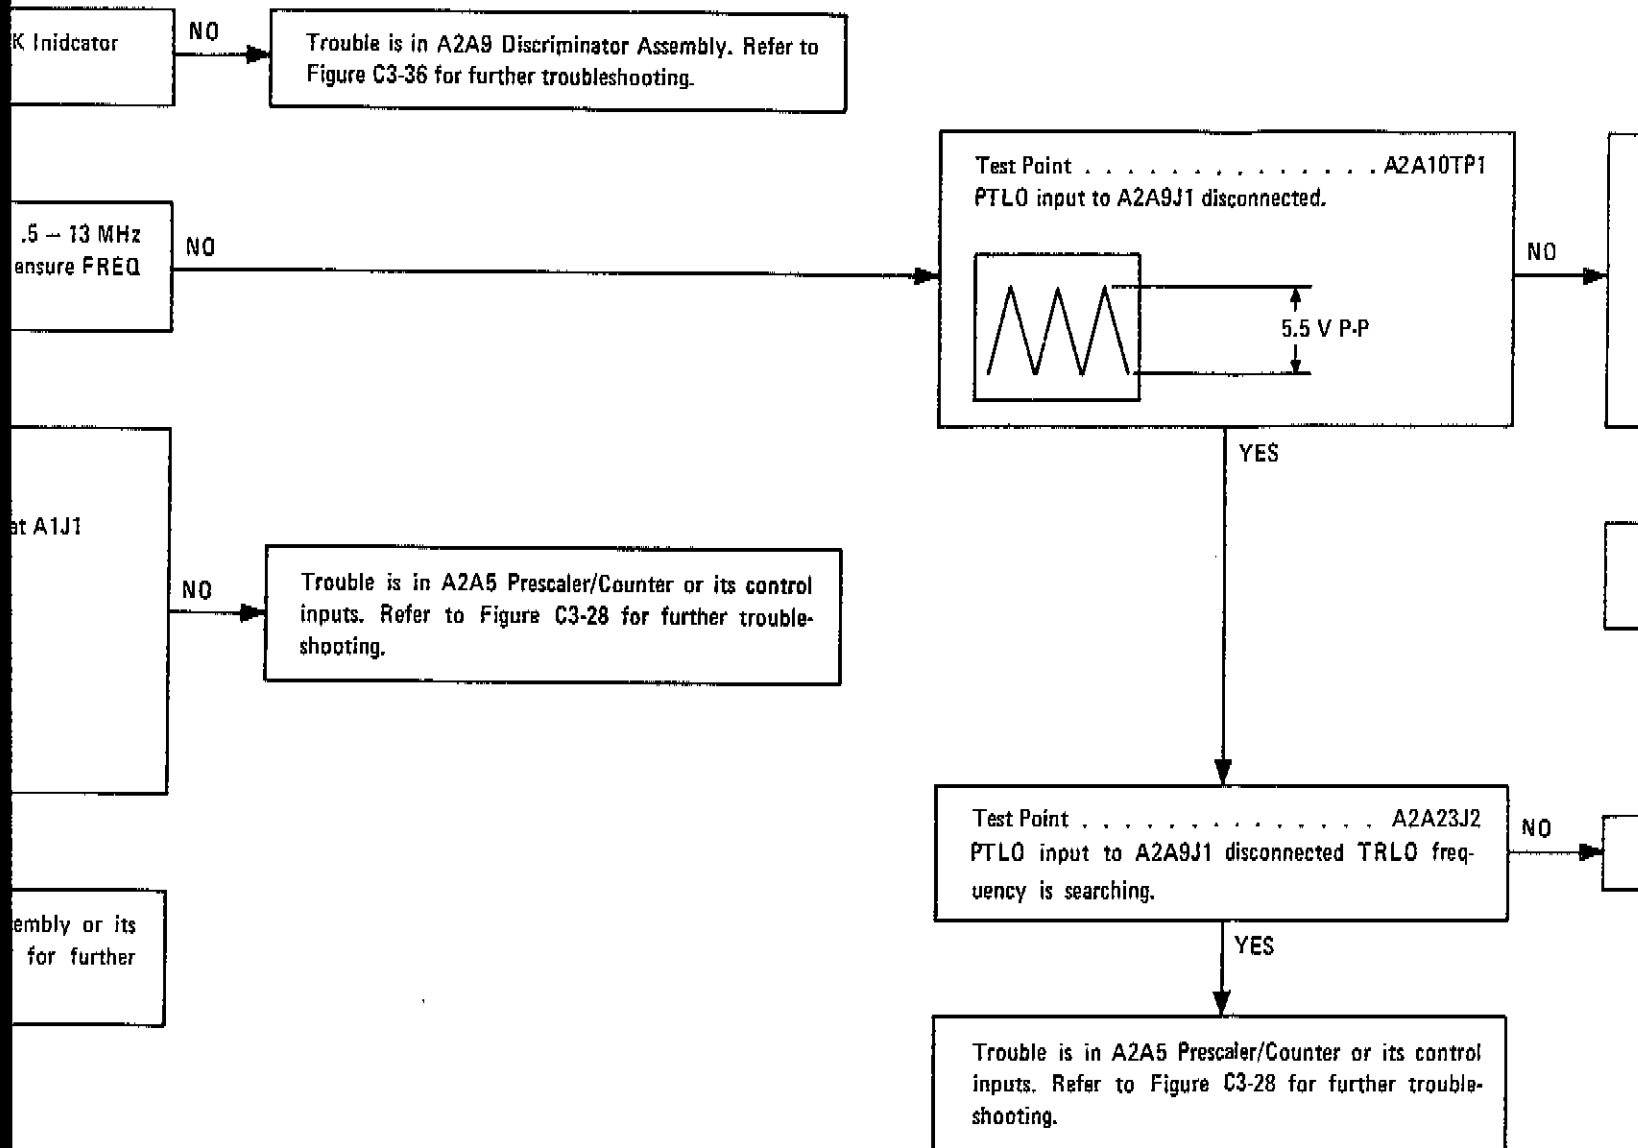 K Inidcator
NO
Trouble is in A2A9 Discriminator Assembly. Refer to
Figure C3-36 for further troubleshooting.
Test Point . . . . . . . . . . . . . . . A2A10TP1
PTLO input to A2A9J1 disconnected.
.5 – 13 MHz
ensure FREQ
NO
NO
5.5 V P-P
YES
at A1J1
NO
Trouble is in A2A5 Prescaler/Counter or its control
inputs. Refer to Figure C3-28 for further trouble-
shooting.
Test Point . . . . . . . . . . . . . . . A2A23J2
PTLO input to A2A9J1 disconnected TRLO freq-
uency is searching.
NO
embly or its
for further
YES
Trouble is in A2A5 Prescaler/Counter or its control
inputs. Refer to Figure C3-28 for further trouble-
shooting.